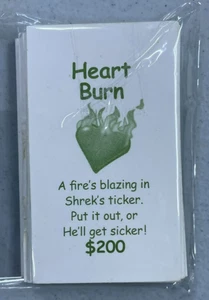 Heart
Burn
A fire's blazing in
Shrek's ticker.
Put it out, or
He'll get sicker!
$200